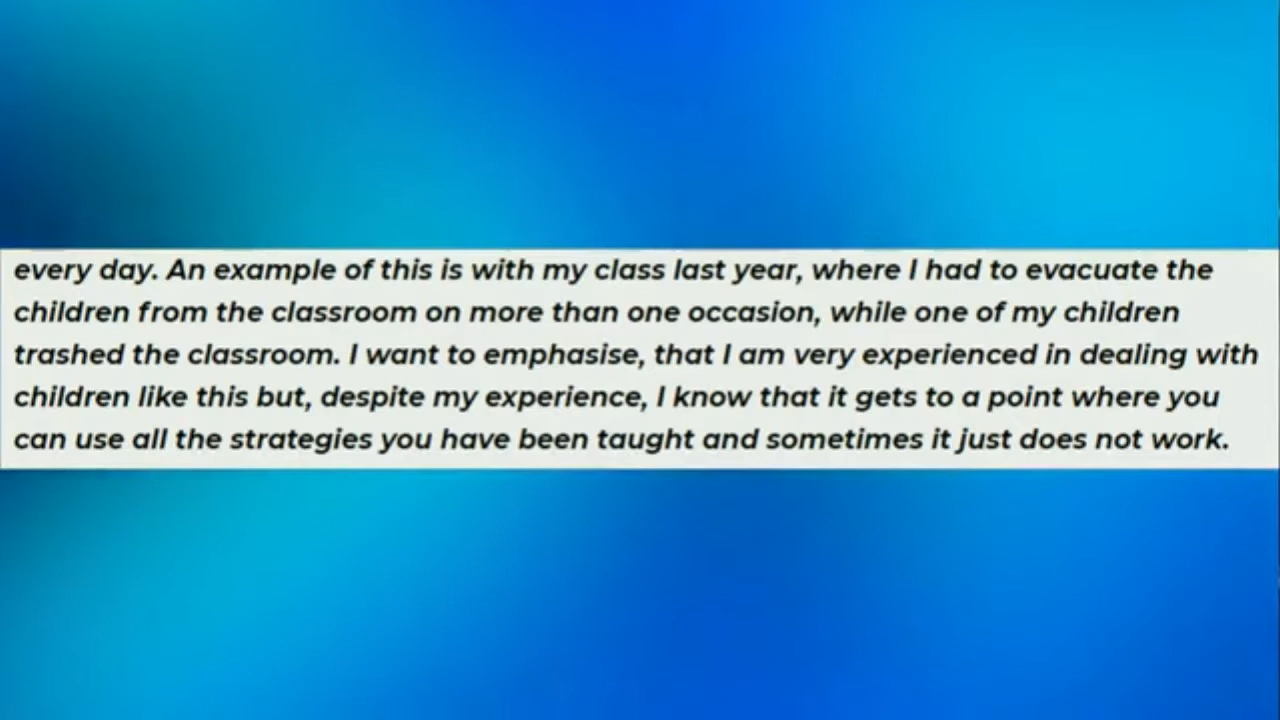 every day. An example of this is with my class last year, where I had to evacuate the
children from the classroom on more than one occasion, while one of my children
trashed the classroom. I want to emphasise, that I am very experienced in dealing with
children like this but, despite my experience, I know that it gets to a point where you
can use all the strategies you have been taught and sometimes it just does not work.